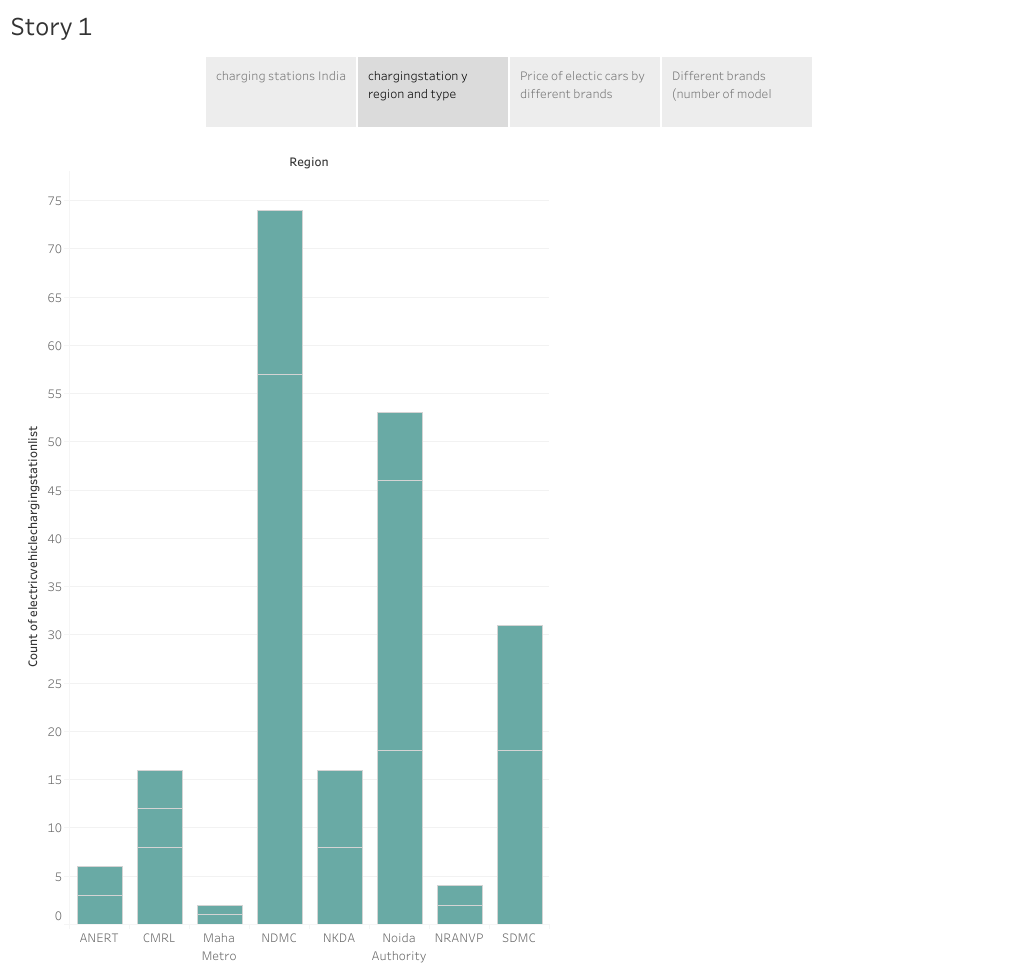 Story 1
charging stations India
chargingstation y
region and type
Price of electic cars by
different brands
Different brands
(number of model
Region
75
70
65
60
55
50
45
40
35
30
25
20
15
10
5
0
Count of electricvehiclechargingstationlist
ANERT
CMRL
Maha
Metro
NDMC
NKDA
Noida
Authority
NRANVP
SDMC